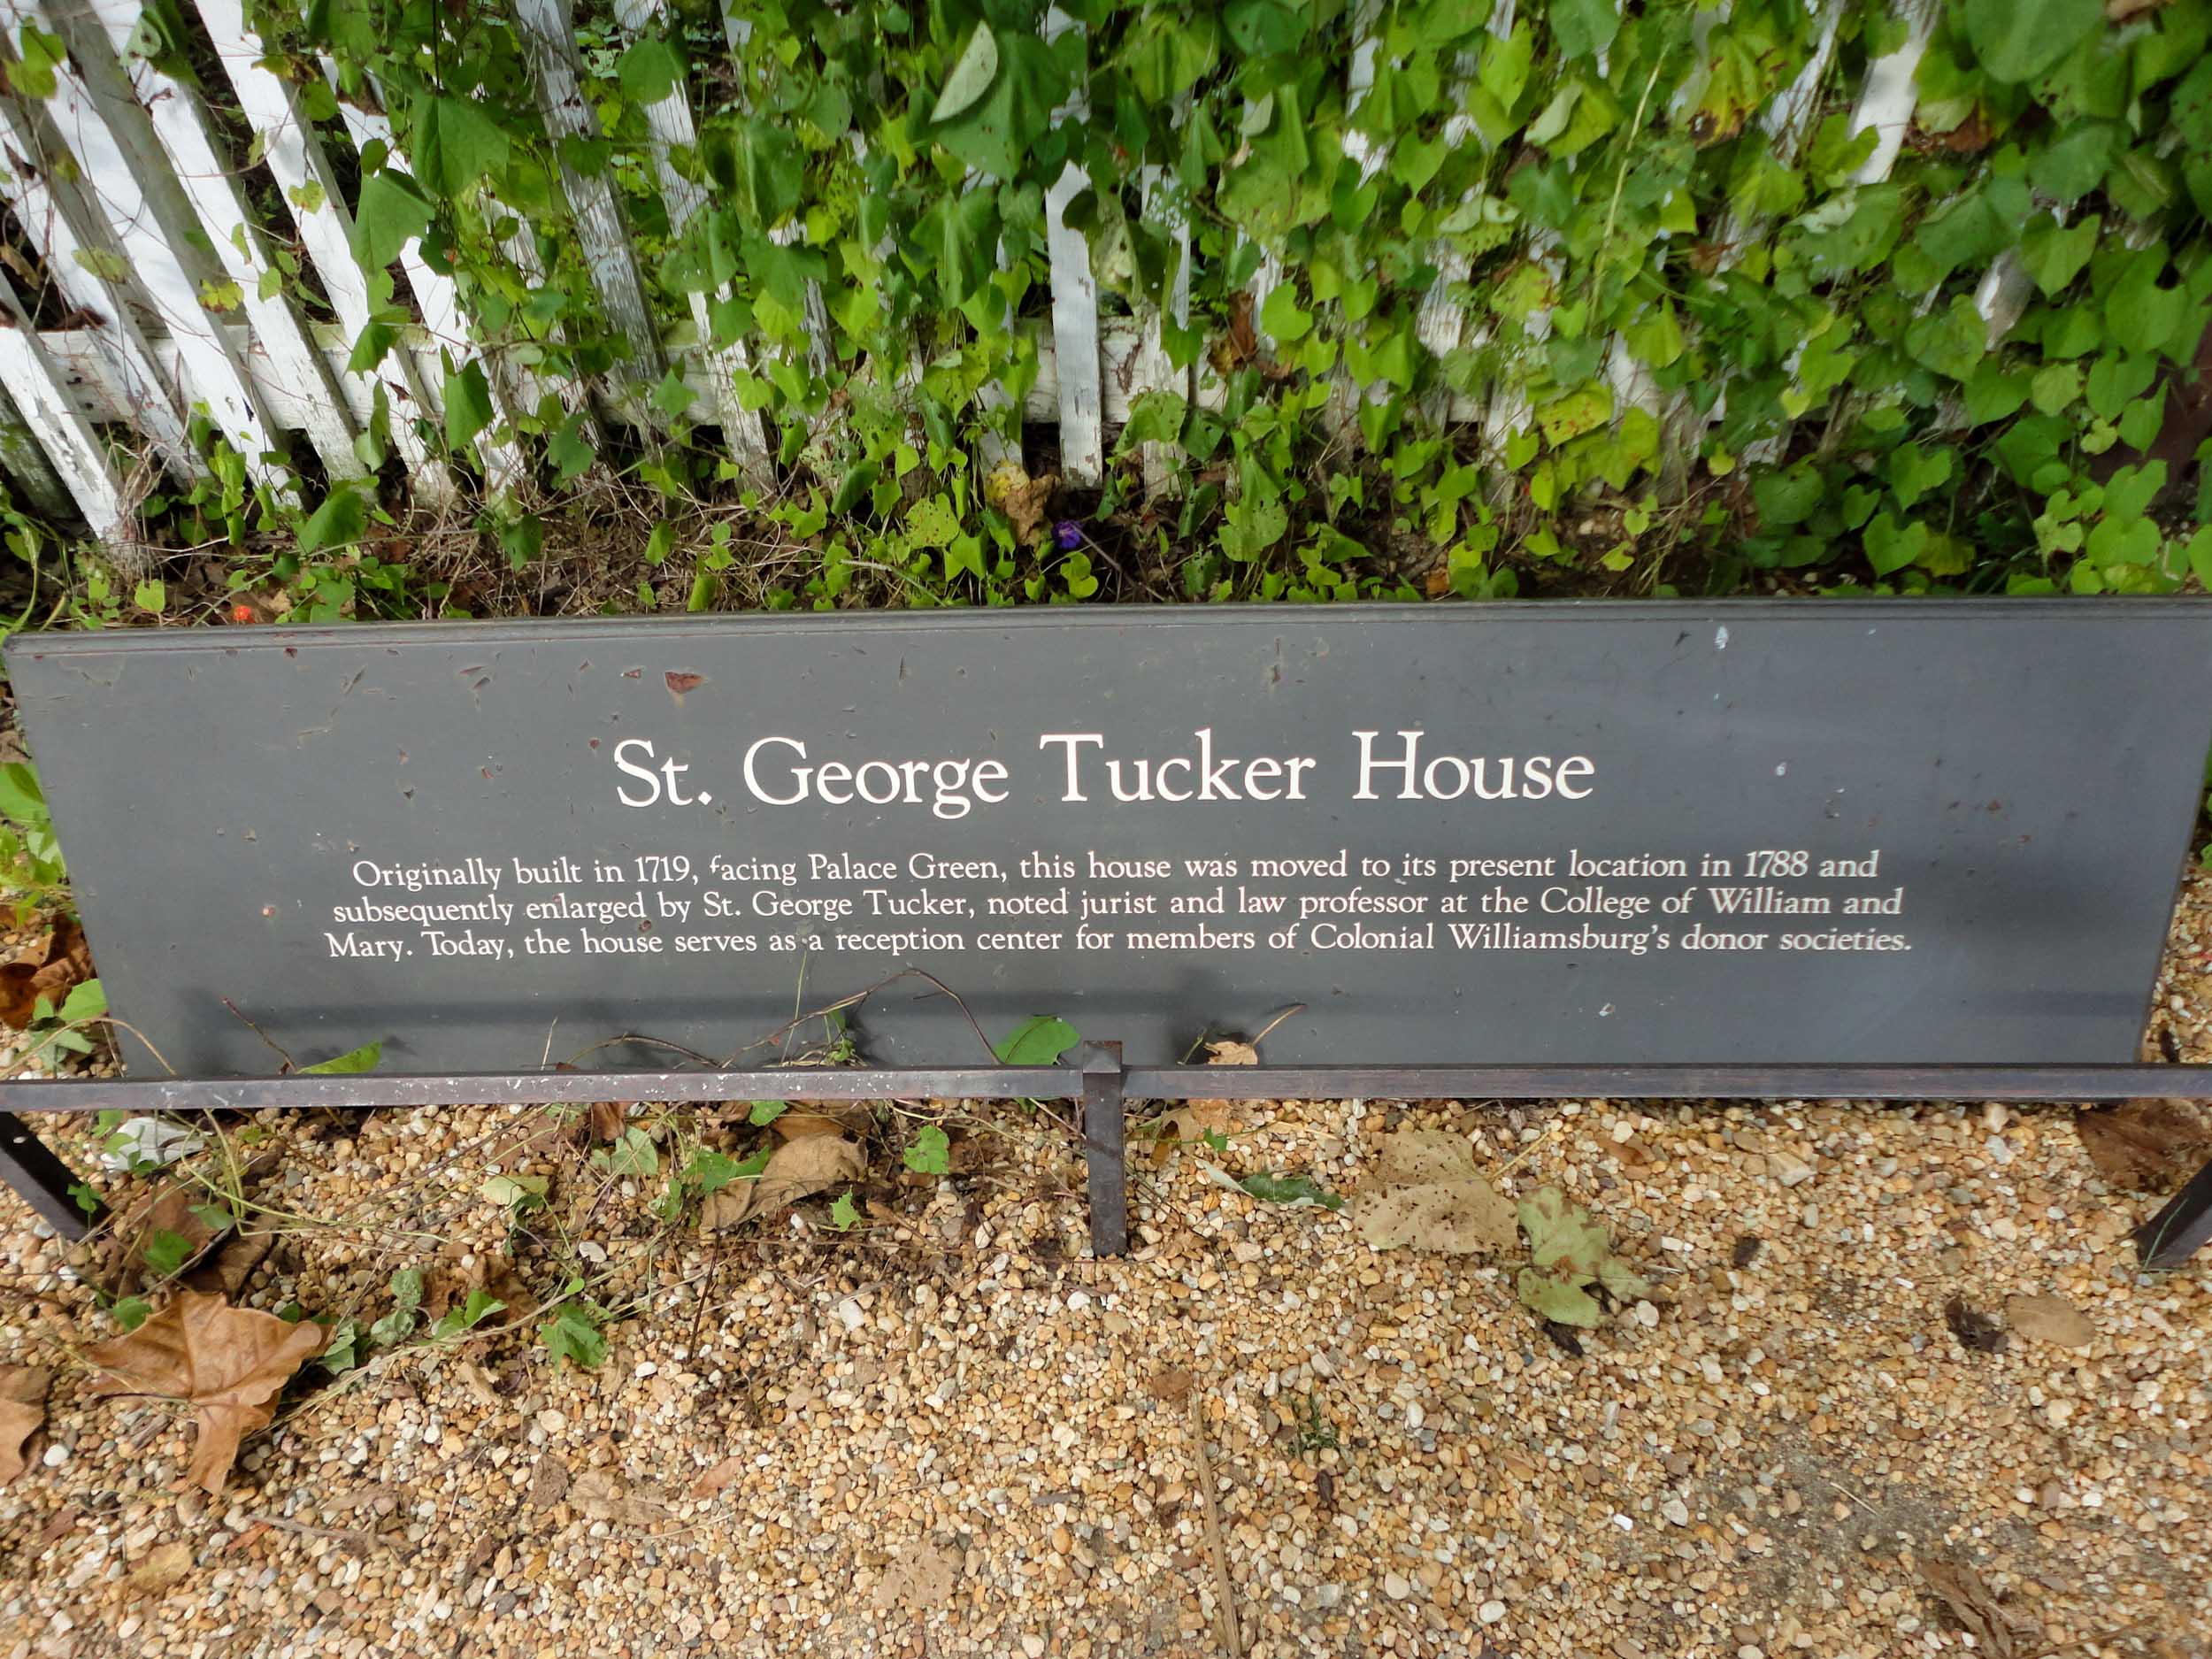 St. George Tucker House
Originally built in 1719, facing Palace Green, this house was moved to its present location in 1788 and
subsequently enlarged by St. George Tucker, noted jurist and law professor at the College of William and
Mary. Today, the house serves as a reception center for members of Colonial Williamsburg's donor societies.